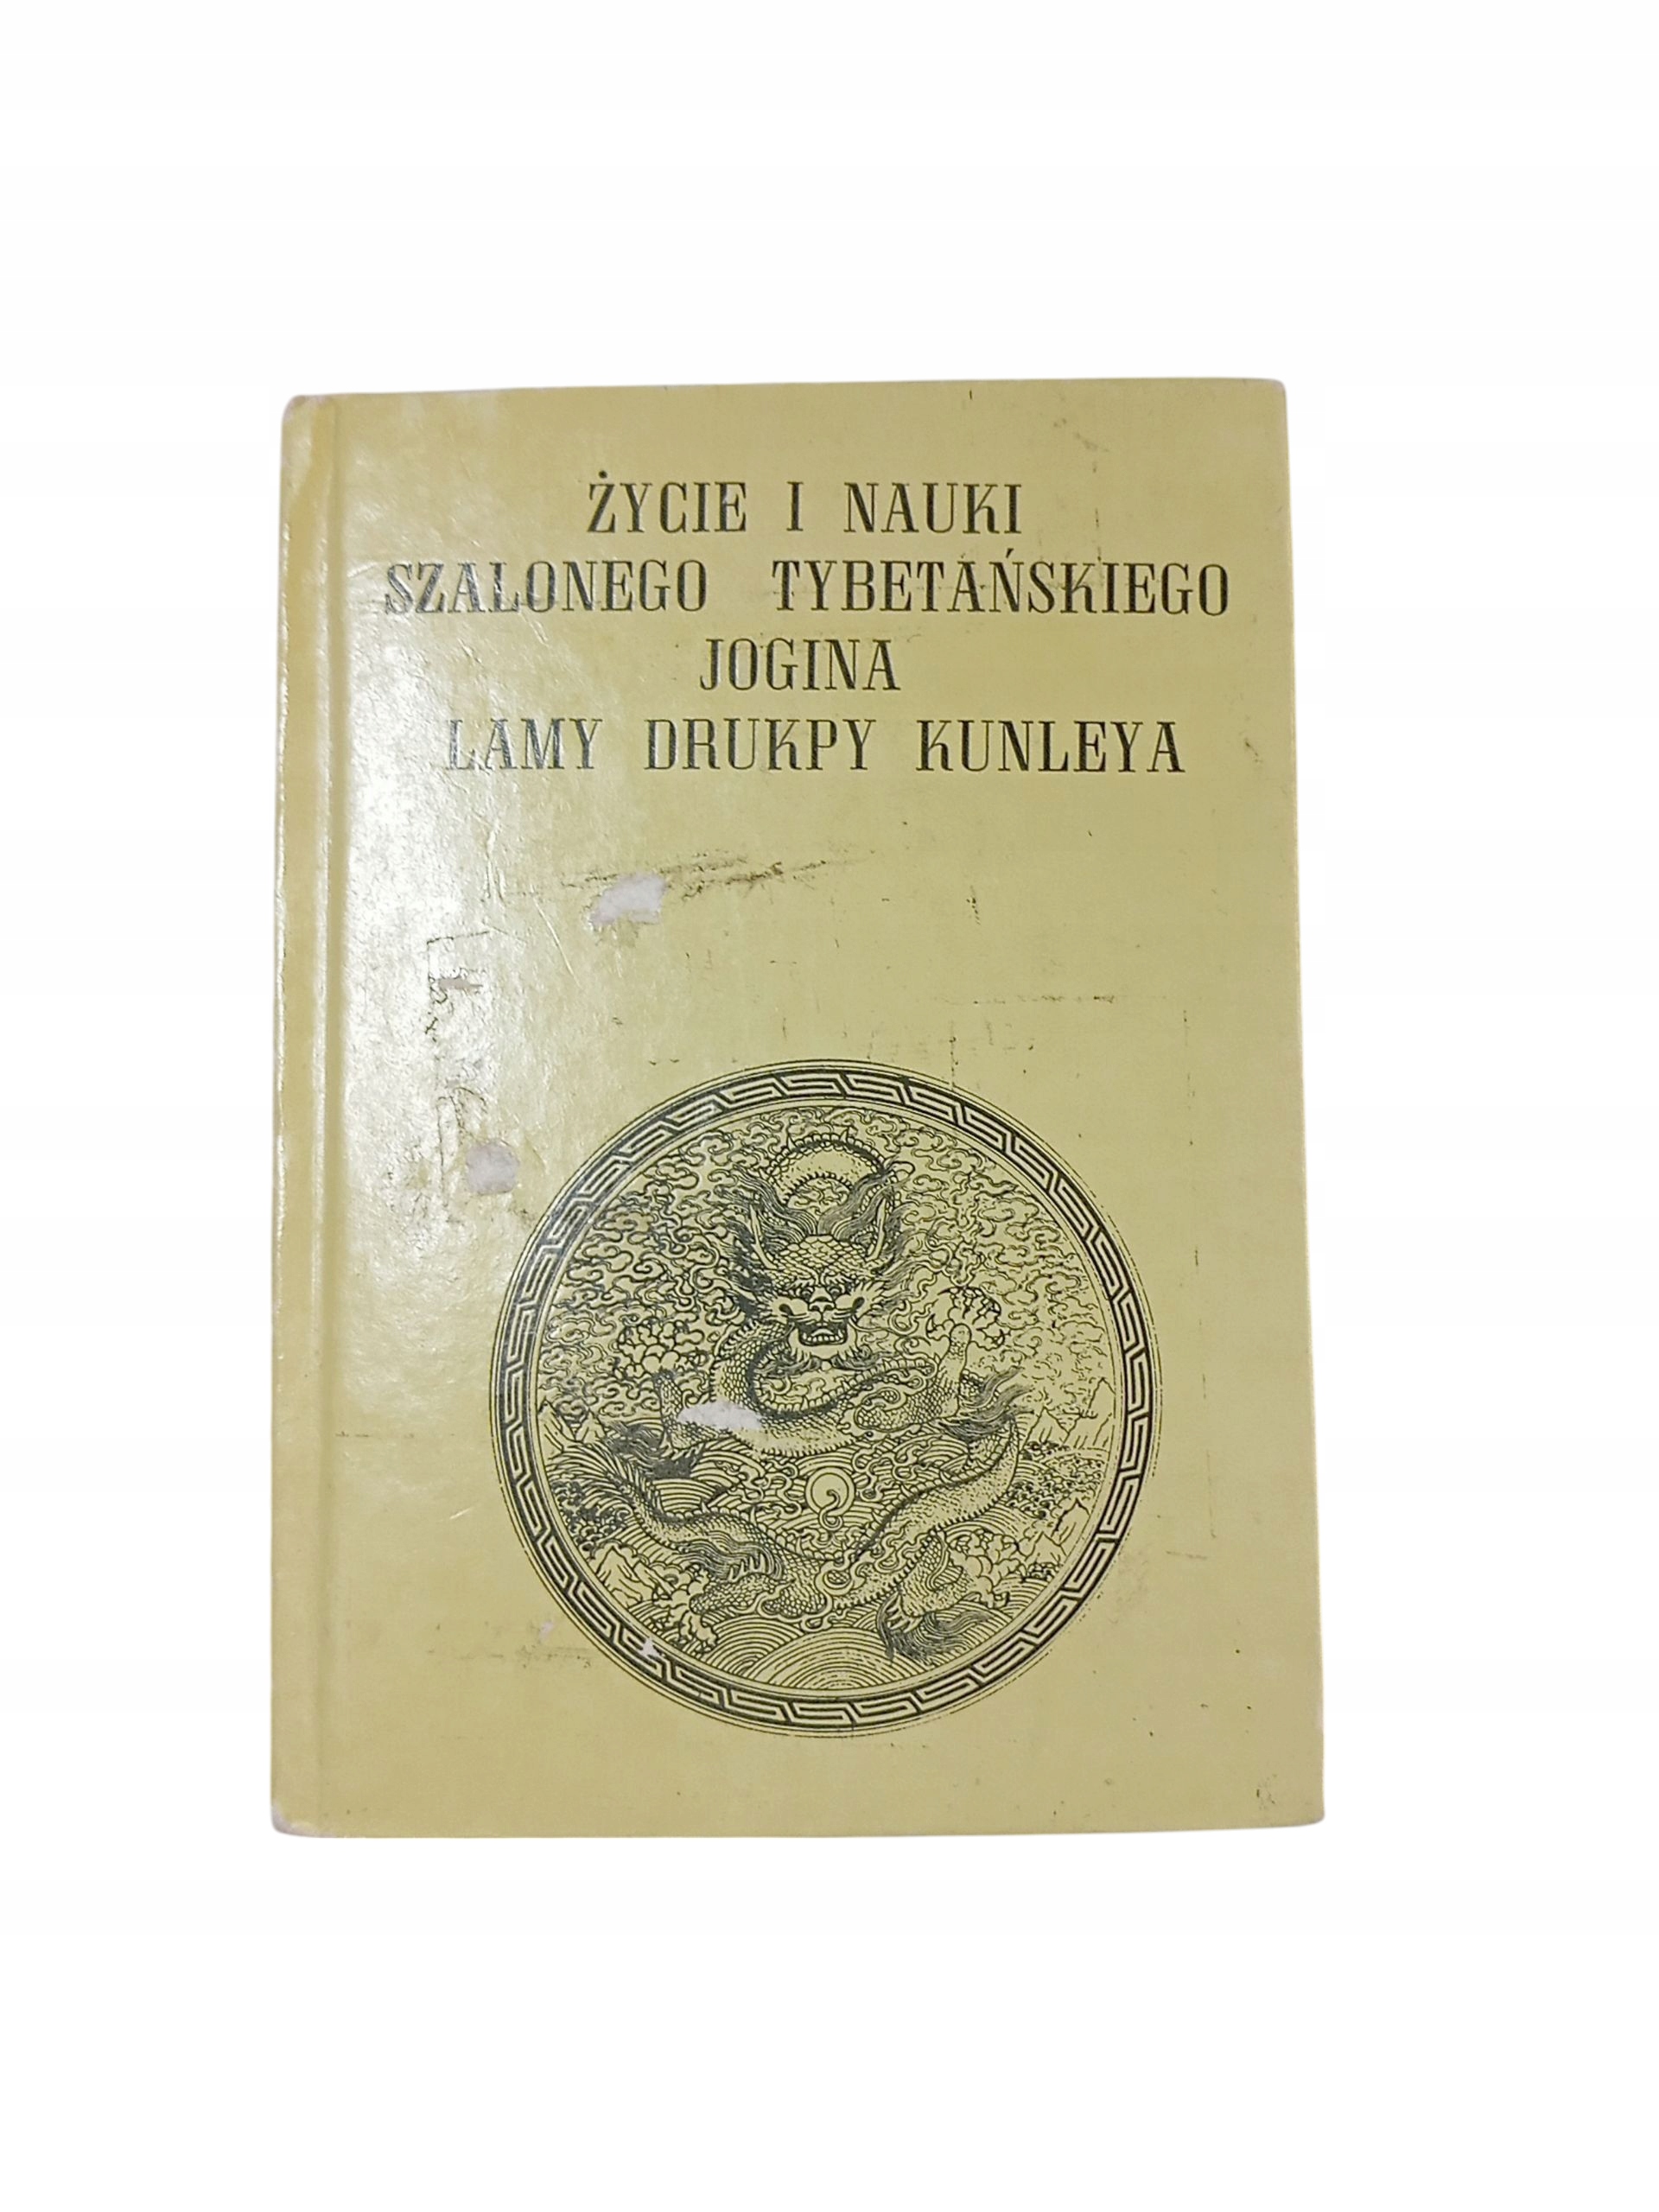 ŻYCIE I NAUKI
SZALONEGO TYBETAŃSKIEGO
JOGINA
LAMY DRUKPY KUNLEYA